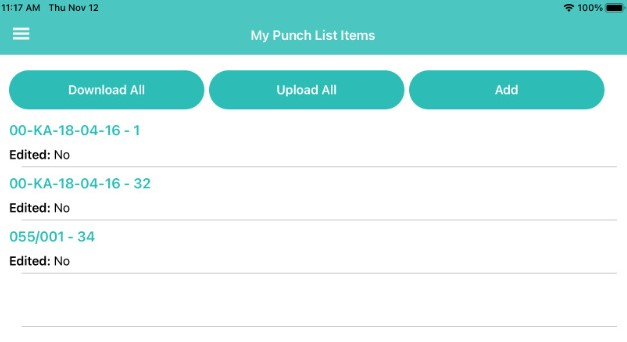 11:17 AM Thu Nov 12
100%
My Punch List Items
Download All
Upload All
Add
00-KA-18-04-16 - 1
Edited: No
00-KA-18-04-16 - 32
Edited: No
055/001 - 34
Edited: No